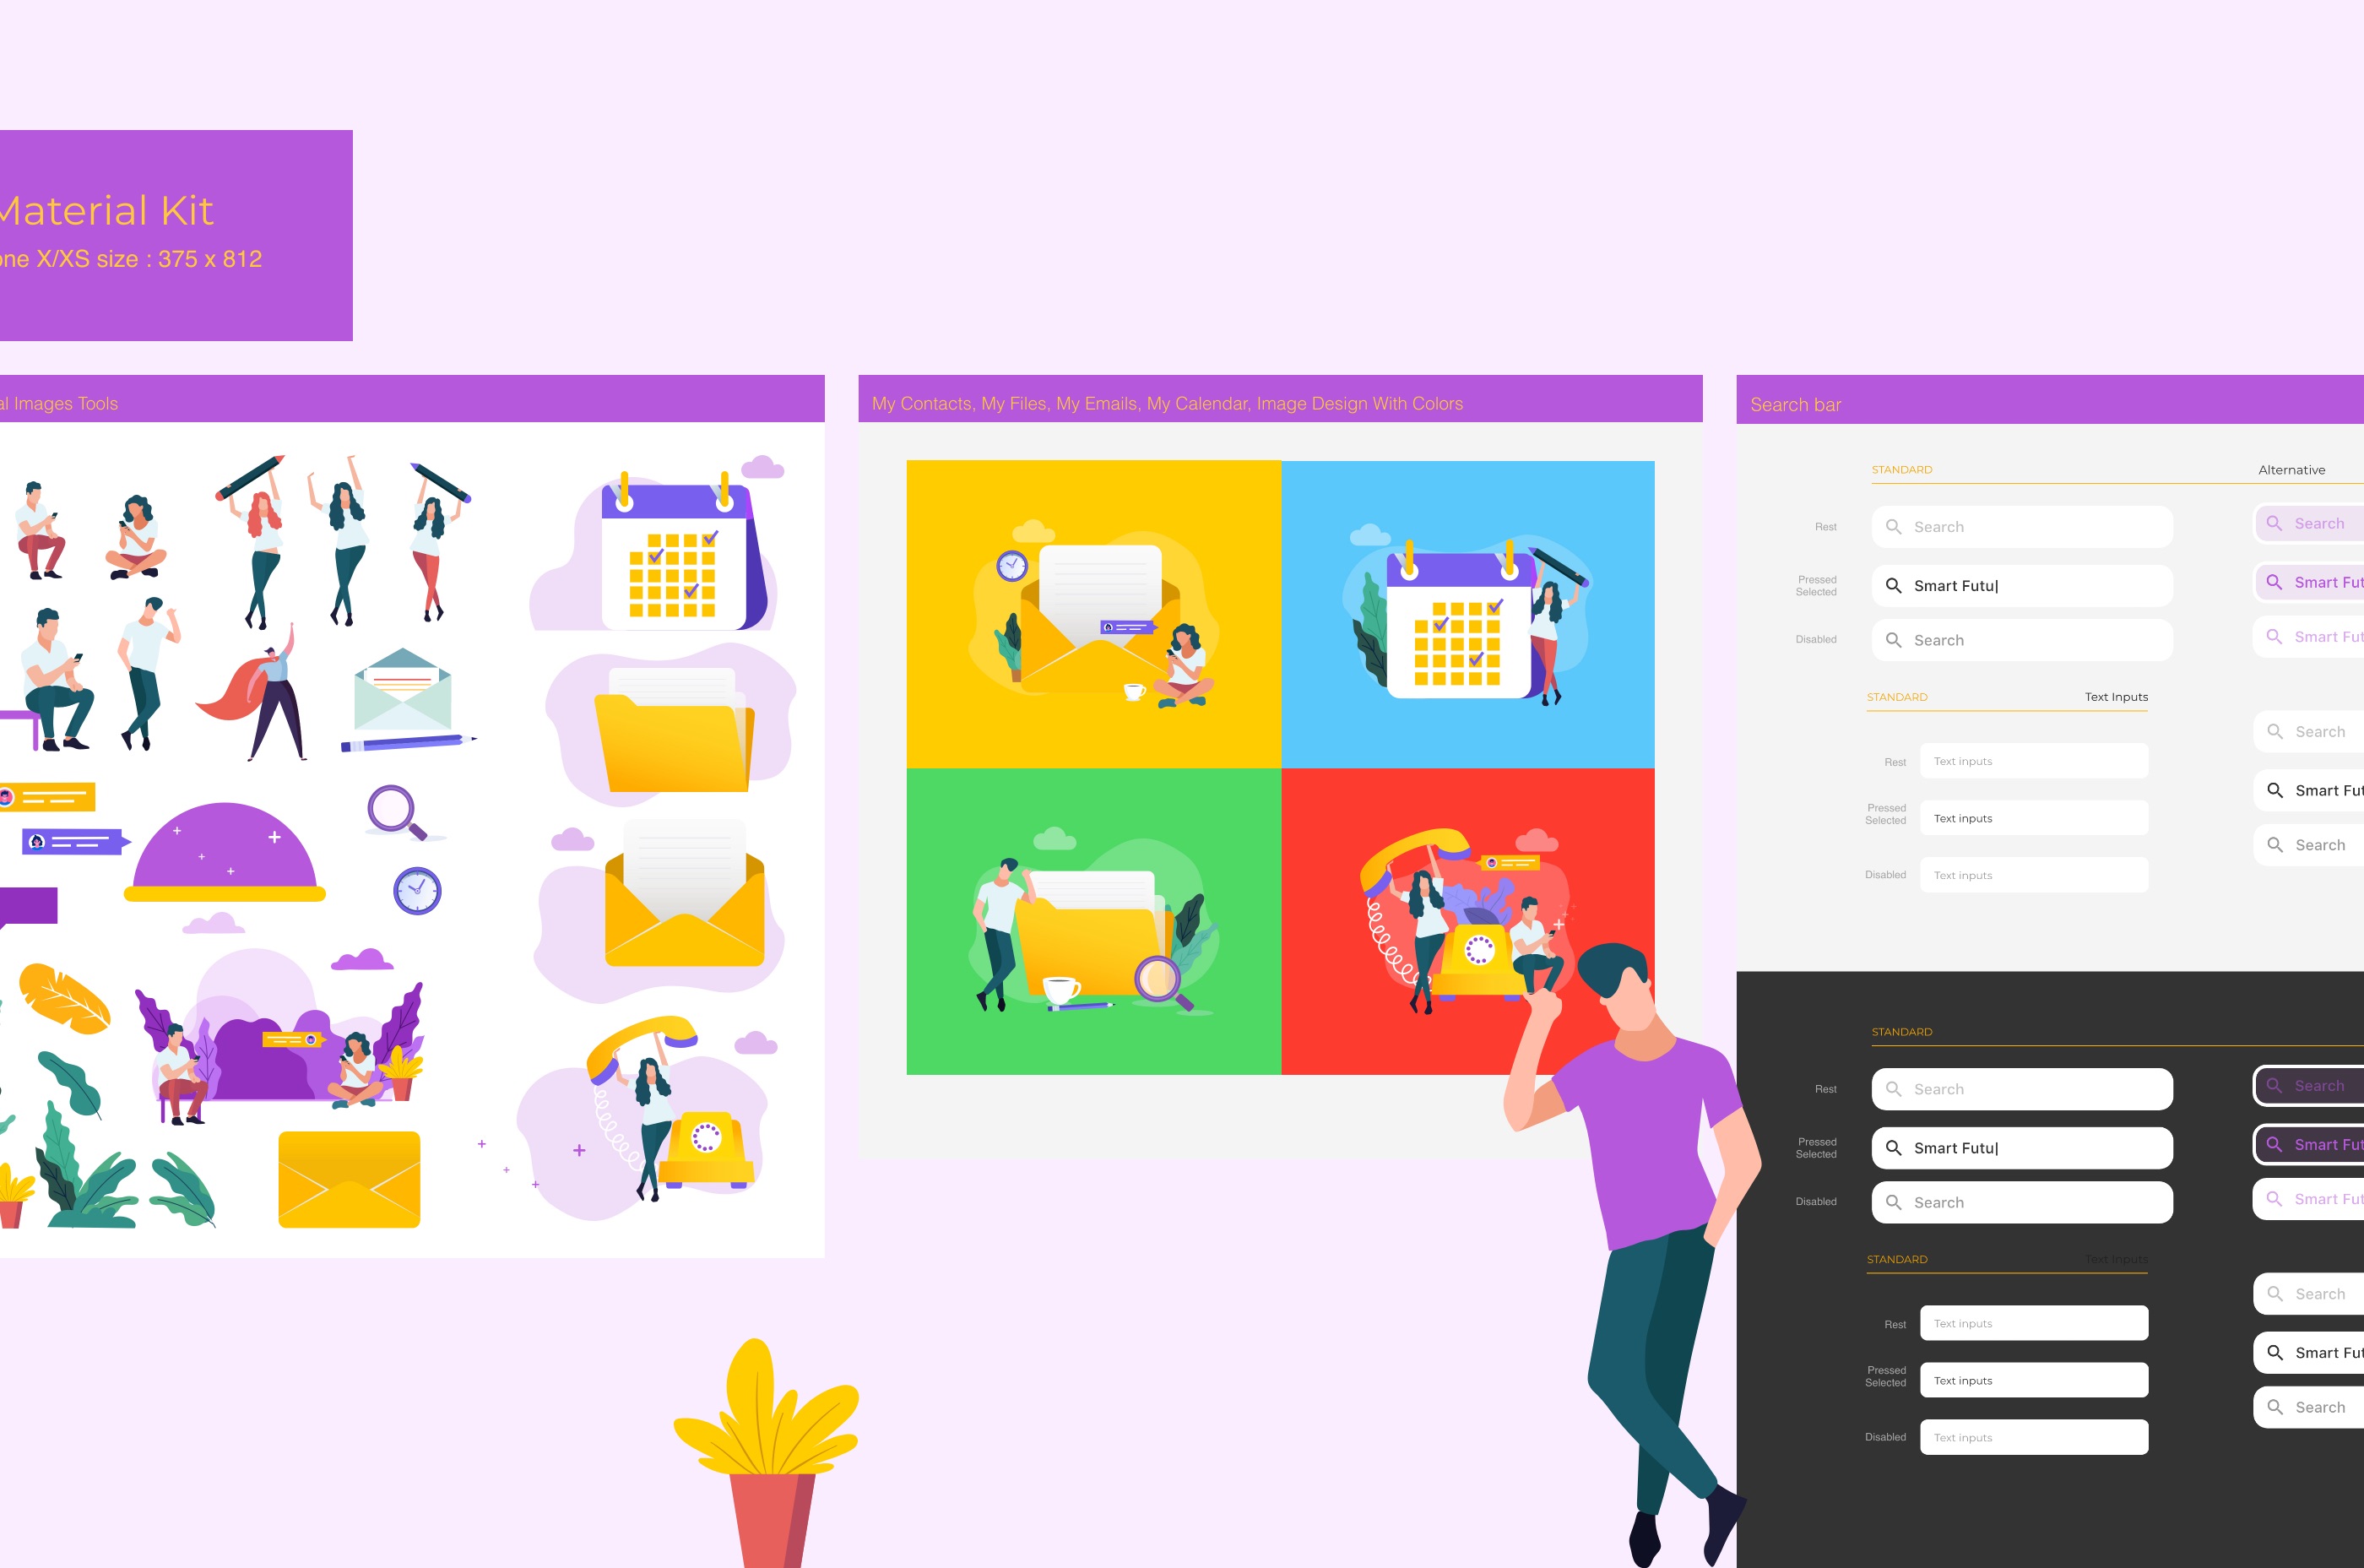 Material Kit
one X/XS size : 375 x 812
al Images Tools
My Contacts, My Files, My Emails, My Calendar, Image Design With Colors
Search bar
STANDARD
Alternative
Rest
Search
Search
Pressed
Selected
Smart Futu|
Smart Fut
Disabled
Search
Smart Fut
STANDARD
Text Inputs
Search
Rest
Text inputs
Pressed
Selected
Text inputs
Smart Fut
Disabled
Text inputs
Search
STANDARD
Rest
Search
Search
Pressed
Selected
Smart Futu|
Smart Fut
Disabled
Search
Smart Fut
STANDARD
Text Inputs
Search
Rest
Text inputs
Pressed
Selected
Text inputs
Smart Fut
Disabled
Text inputs
Search